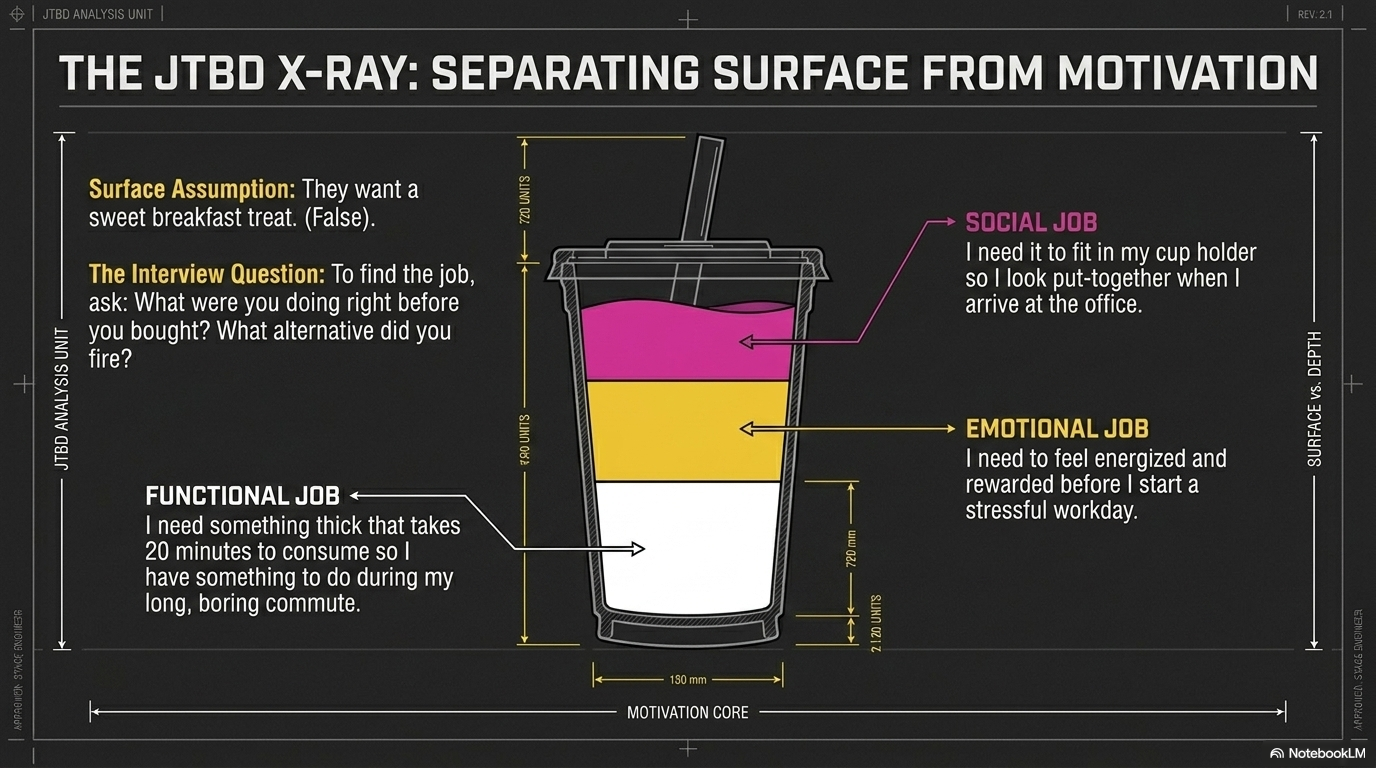 JTBD ANALYSIS UNIT
REV. 2.1
THE JTBD X-RAY: SEPARATING SURFACE FROM MOTIVATION
Surface Assumption: They want a
sweet breakfast treat. (False).
The Interview Question: To find the job,
ask: What were you doing right before
you bought? What alternative did you
fire?
JTBD ANALYSIS UNIT
FUNCTIONAL JOB
I need something thick that takes
20 minutes to consume so I
have something to do during my
long, boring commute.
720 UNITS
UNITS
SOCIAL JOB
I need it to fit in my cup holder
so I look put-together when I
arrive at the office.
EMOTIONAL JOB
I need to feel energized and
rewarded before I start a
stressful workday.
720 mm
UNITS
180 mm
SURFACE vs. DEPTH
MOTIVATION CORE
NotebookLM